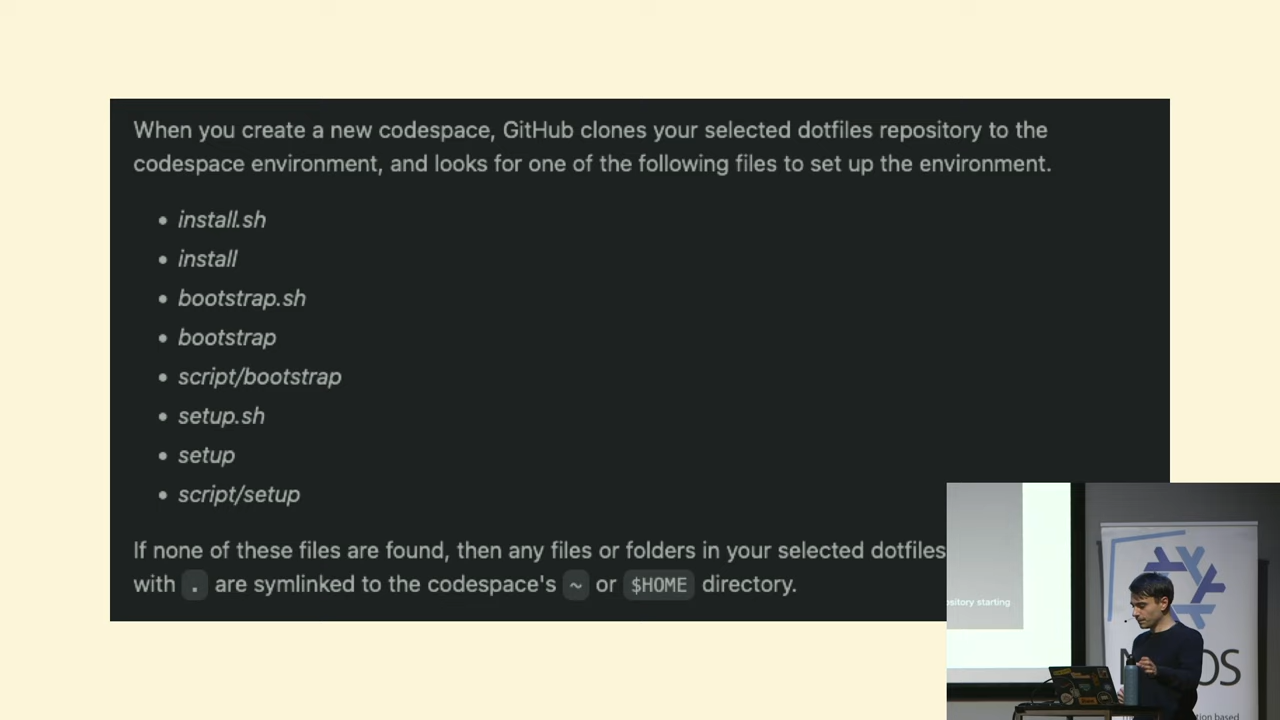 When you create a new codespace, GitHub clones your selected dotfiles repository to the
codespace environment, and looks for one of the following files to set up the environment.
• install.sh
• install
• bootstrap.sh
• bootstrap
• script/bootstrap
• setup.sh
• setup
• script/setup
If none of these files are found, then any files or folders in your selected dotfiles
with . are symlinked to the codespace's ~ or $HOME directory.
starting
OS
based